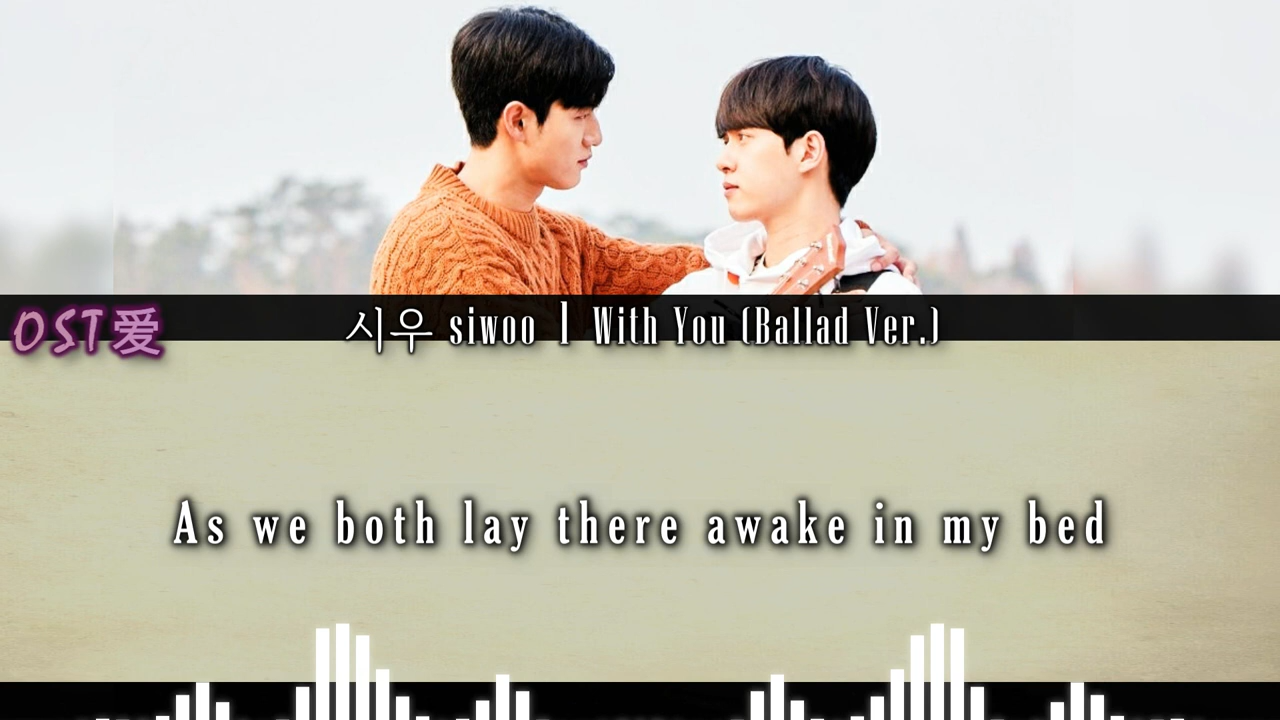 OST爱
시우 siwoo l With You (Ballad Ver.)
As we both lay there awake in my bed